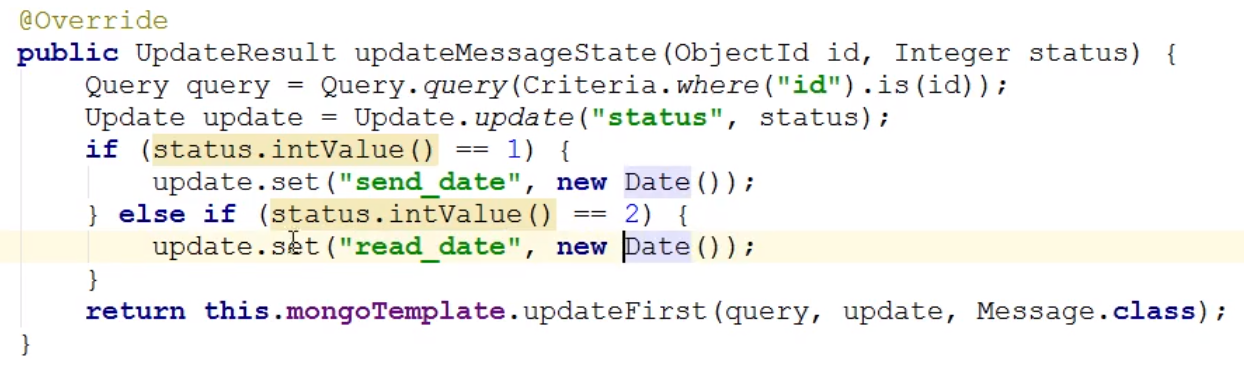 @Override
public UpdateResult updateMessageState(ObjectId id, Integer status) {
    Query query = Query.query(Criteria.where("id").is(id));
    Update update = Update.update("status", status);
    if (status.intValue() == 1) {
        update.set("send_date", new Date());
    } else if (status.intValue() == 2) {
        update.set("read_date", new Date());
    }
    return this.mongoTemplate.updateFirst(query, update, Message.class);
}